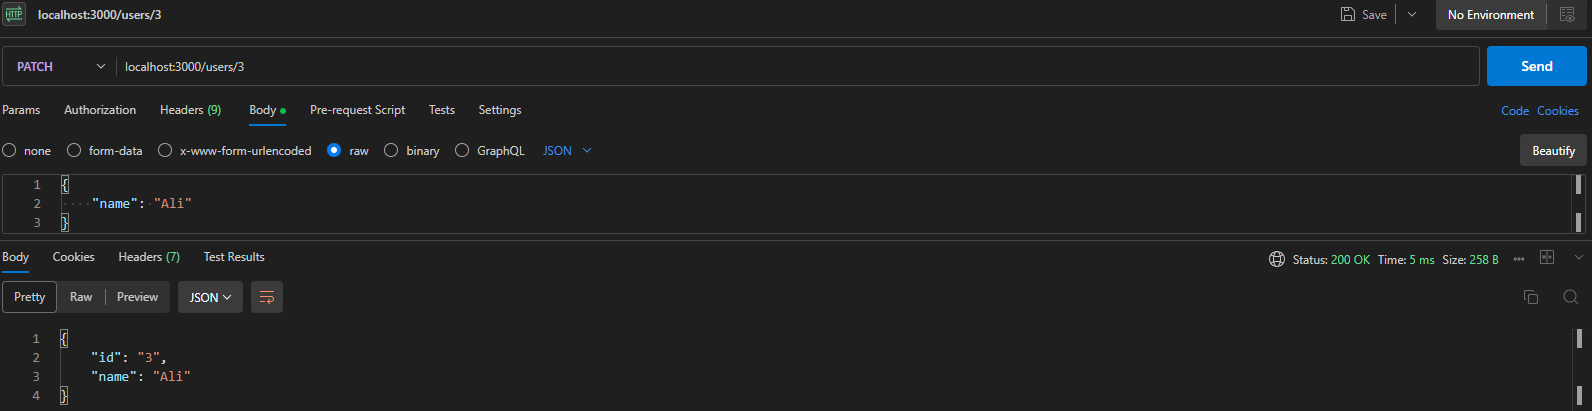 HTTP localhost:3000/users/3 Save No Environment
PATCH localhost:3000/users/3 Send
Params Authorization Headers (9) Body Pre-request Script Tests Settings Code Cookies
none form-data x-www-form-urlencoded raw binary GraphQL JSON Beautify
1 {
2 "name": "Ali"
3 }
Body Cookies Headers (7) Test Results Status: 200 OK Time: 5 ms Size: 258 B
Pretty Raw Preview JSON
1 {
2 "id": "3",
3 "name": "Ali"
4 }